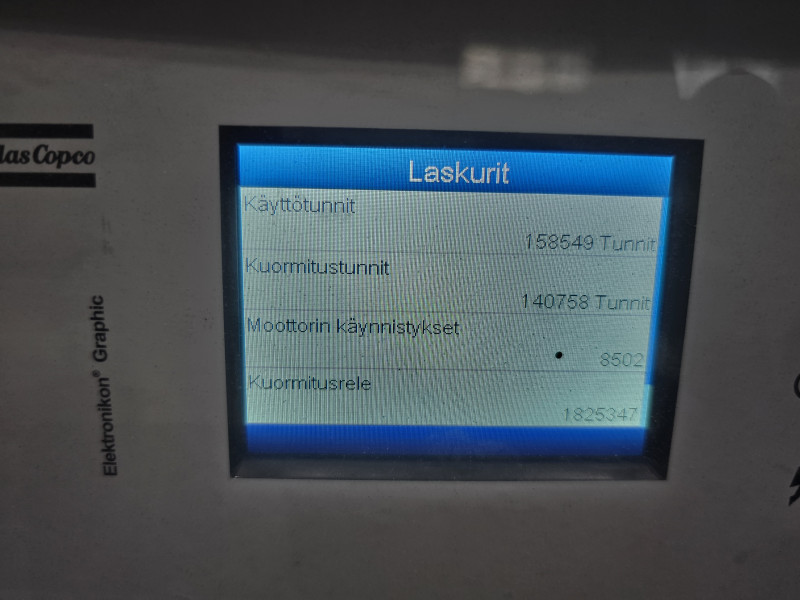 las Copco
Elektronikon® Graphic
Laskurit
Käyttötunnit
158549 Tunnit
Kuormitustunnit
140758 Tunnit
Moottorin käynnistykset
8502
Kuormitusrele
1825347